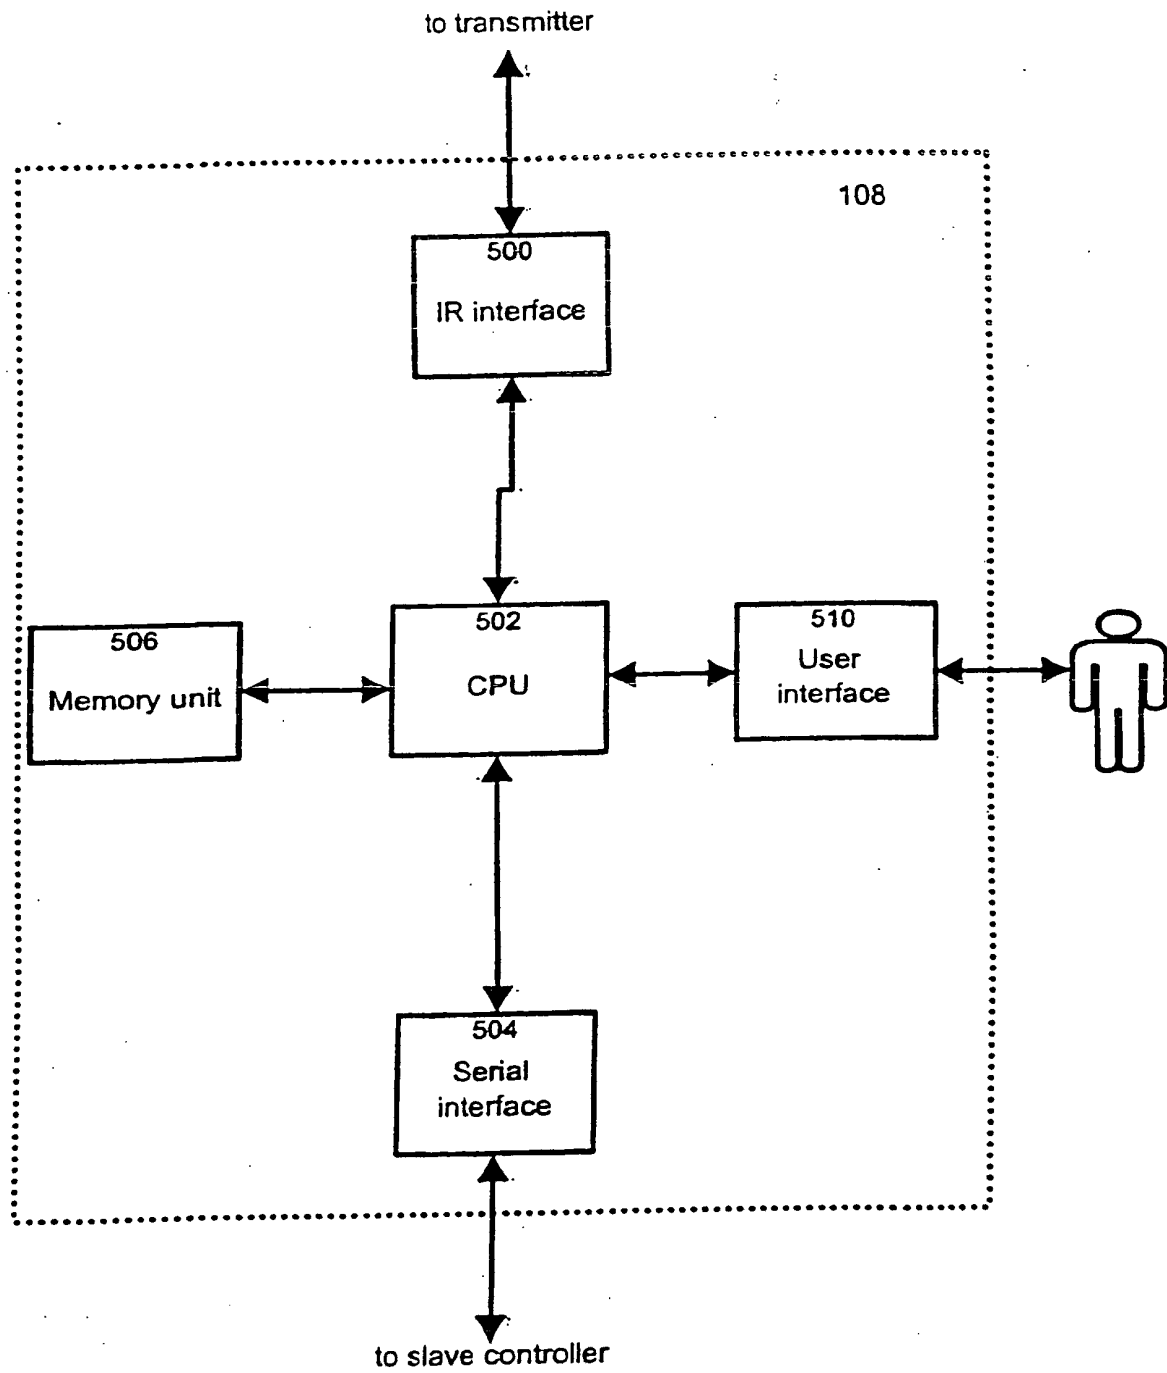 to transmitter
108
500
IR interface
506
Memory unit
502
CPU
510
User
interface
504
Serial
interface
to slave controller